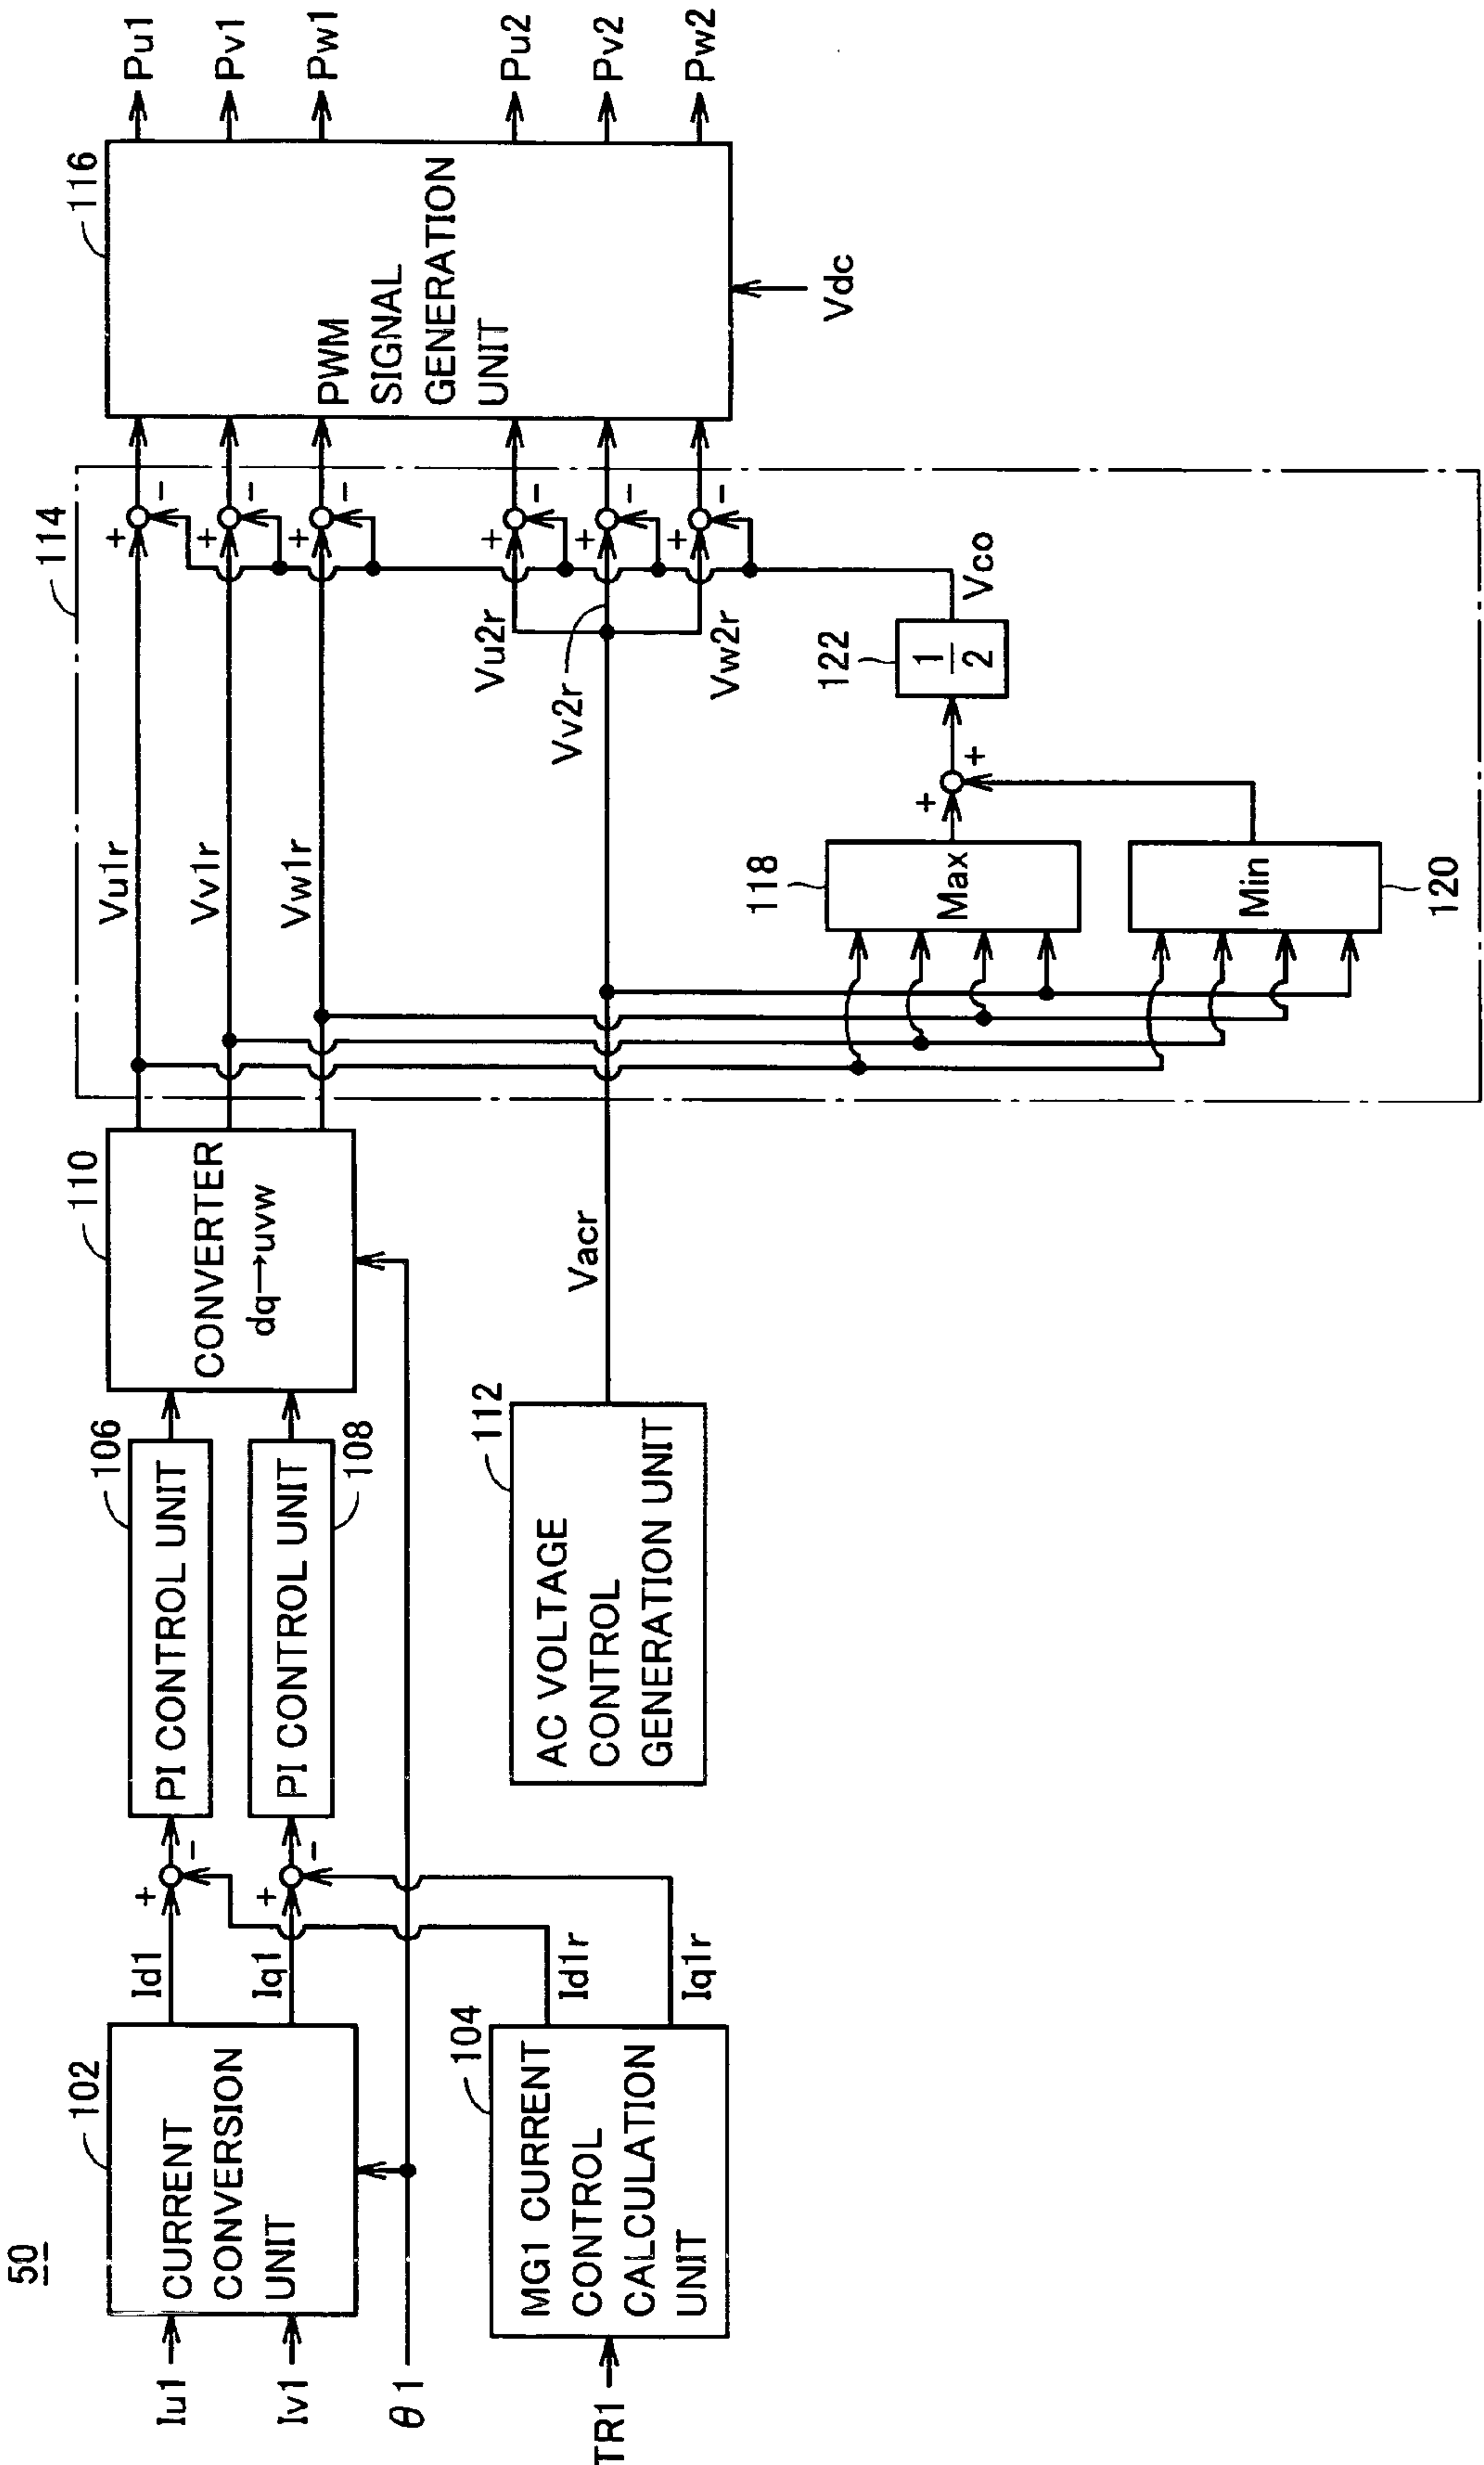 50
Iu1
Iv1
θ1
TR1
102
CURRENT
CONVERSION
UNIT
104
MG1 CURRENT
CONTROL
CALCULATION
UNIT
Id1
Iq1
Id1r
Iq1r
+
-
+
-
106
PI CONTROL UNIT
PI CONTROL UNIT
108
112
AC VOLTAGE
CONTROL
GENERATION UNIT
110
CONVERTER
dq→uvw
Vacr
114
Vu1r
Vv1r
Vw1r
Vu2r
Vv2r
Vw2r
118
Max
Min
120
+
+
122
1
2
Vco
+
-
+
-
+
-
+
-
+
-
+
-
116
PWM
SIGNAL
GENERATION
UNIT
Vdc
Pu1
Pv1
Pw1
Pu2
Pv2
Pw2